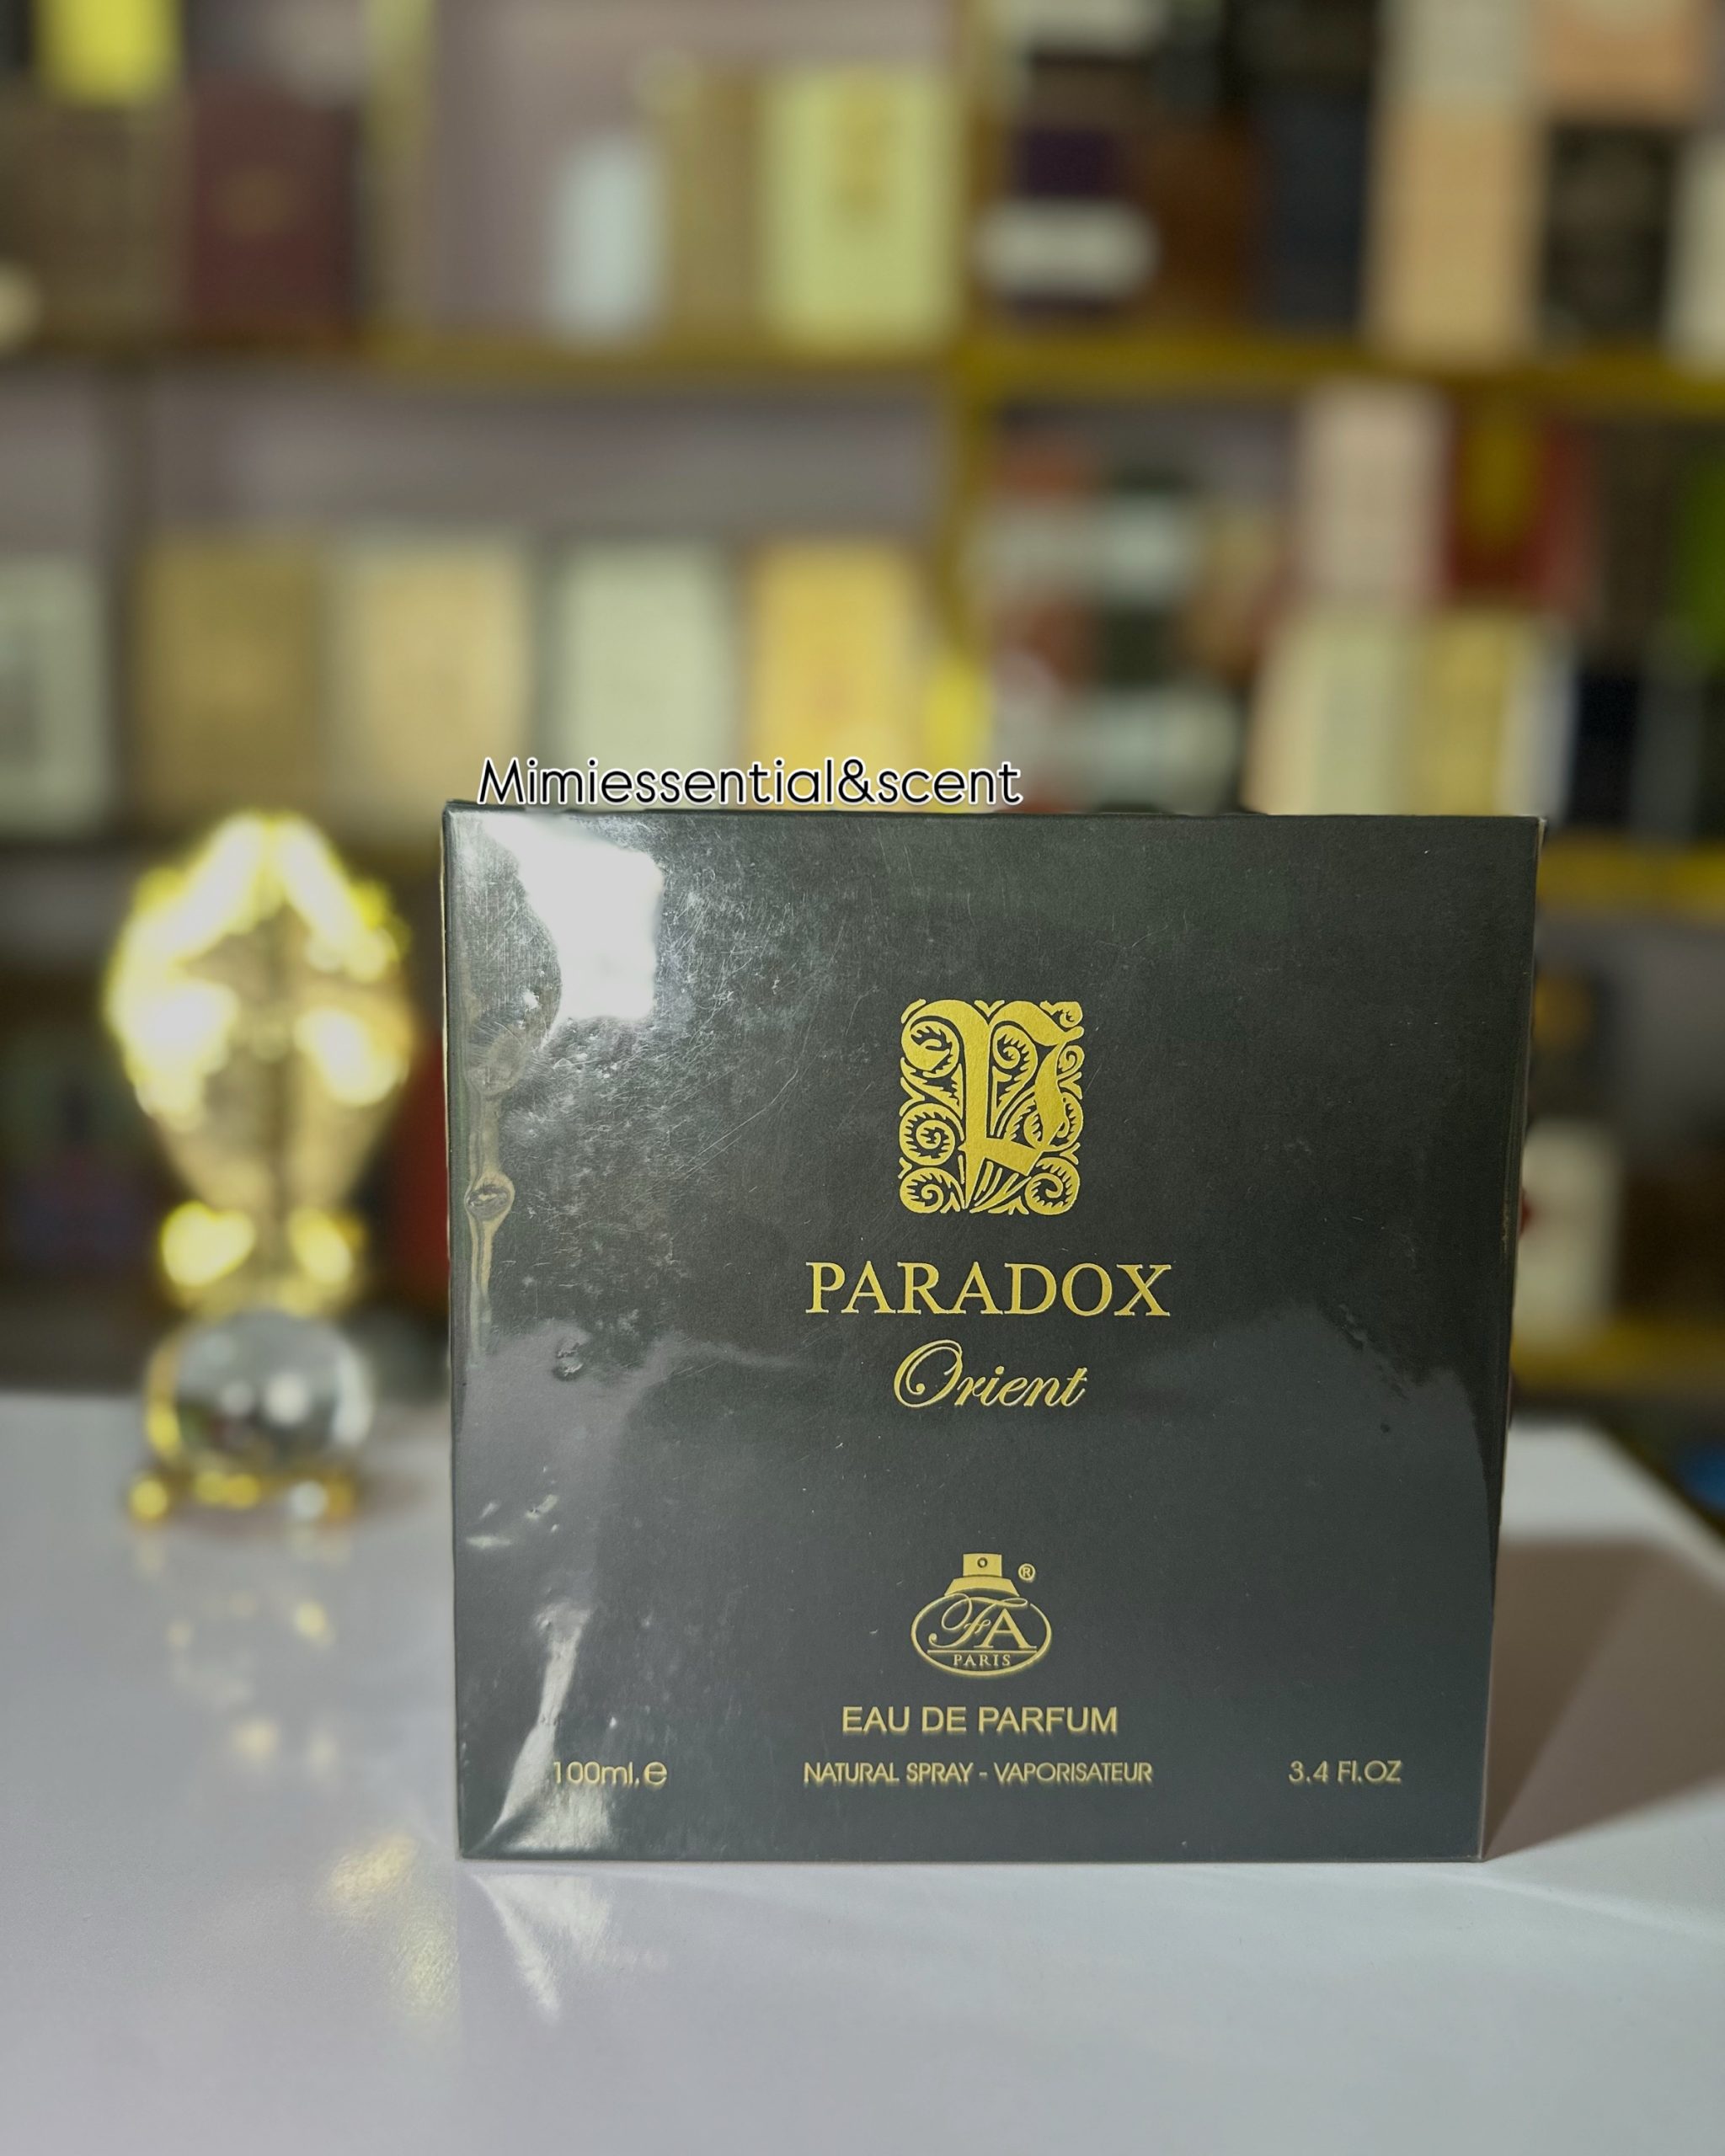 Mimiessential&scent
P
PARADOX
Orient
®
FA
PARIS
EAU DE PARFUM
100ml.e NATURAL SPRAY - VAPORISATEUR 3.4 Fl.OZ